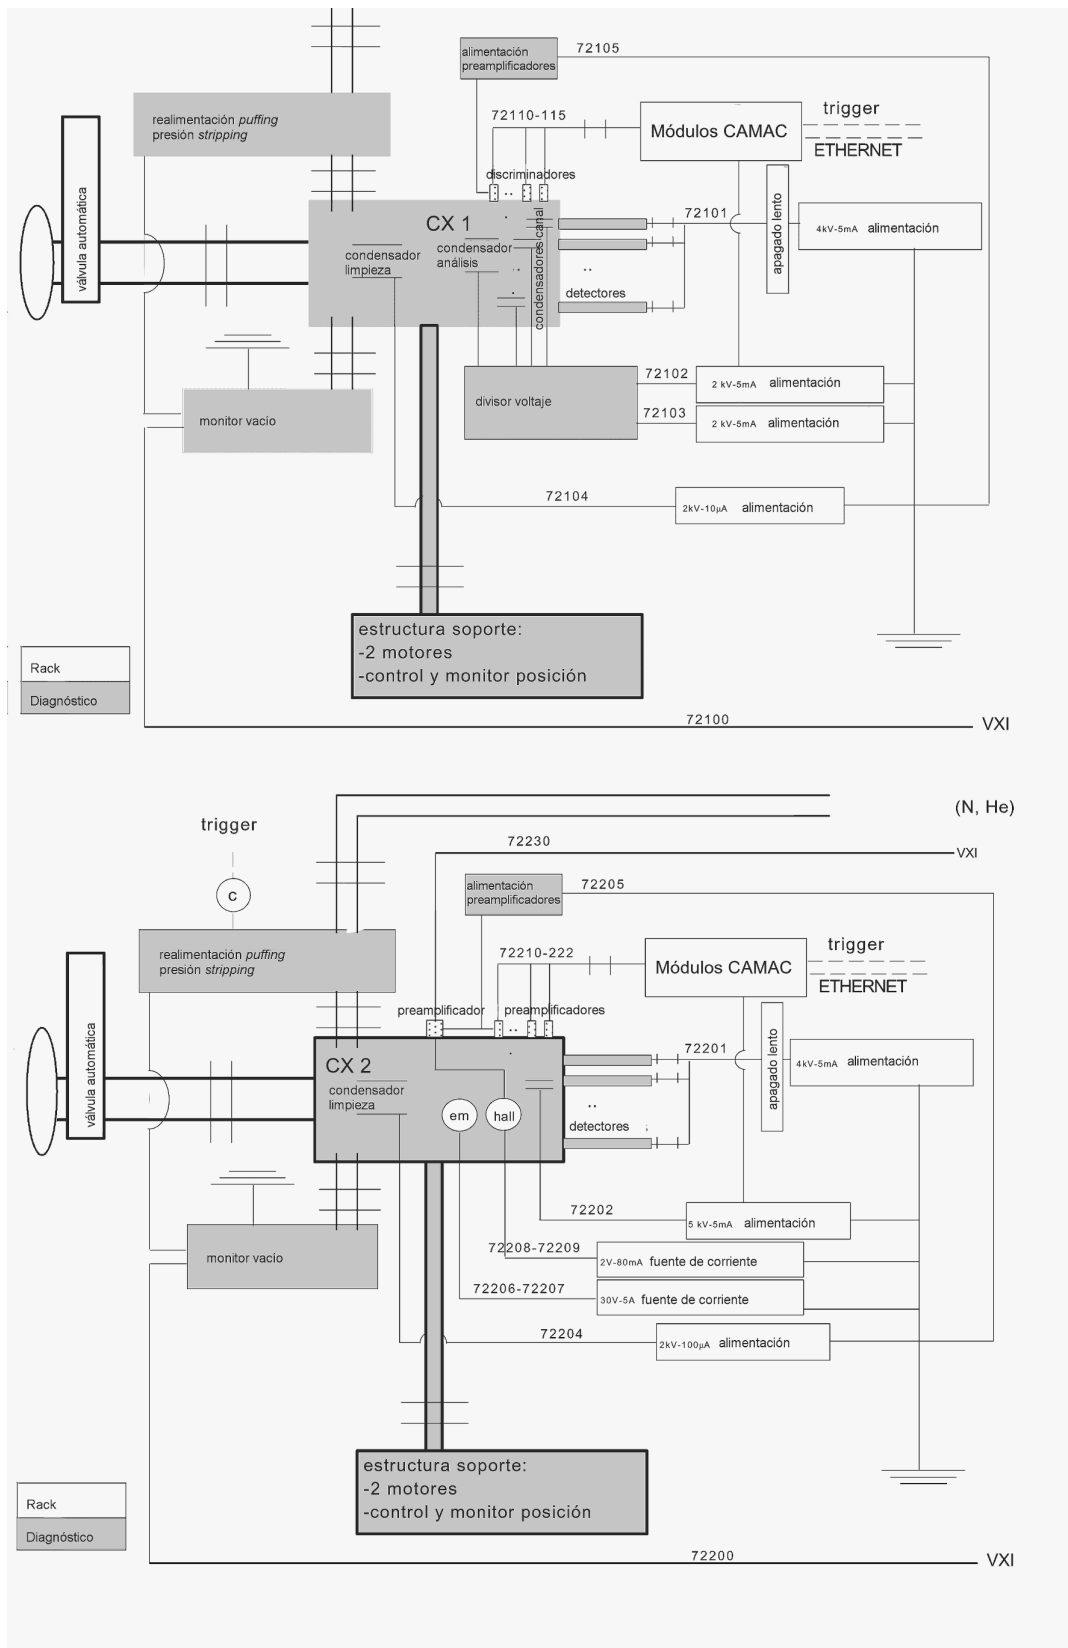 alimentación
preamplificadores
72105
realimentación puffing
presión stripping
72110-115
Módulos CAMAC
trigger
ETHERNET
discriminadores
válvula automática
CX 1
condensador
limpieza
condensador
análisis
condensadores canal
72101
apagado lento
4kV-5mA alimentación
detectores
72102
2 kV-5mA alimentación
divisor voltaje
72103
2 kV-5mA alimentación
monitor vacio
72104
2kV-10µA alimentación
estructura soporte:
-2 motores
-control y monitor posición
Rack
Diagnóstico
72100
VXI
(N, He)
trigger
72230
VXI
c
alimentación
preamplificadores
72205
realimentación puffing
presión stripping
72210-222
Módulos CAMAC
trigger
ETHERNET
preamplificador
preamplificadores
válvula automática
CX 2
condensador
limpieza
em
hall
72201
apagado lento
4kV-5mA alimentación
detectores
72202
5 kV-5mA alimentación
monitor vacio
72208-72209
2V-80mA fuente de corriente
72206-72207
30V-5A fuente de corriente
72204
2kV-100µA alimentación
estructura soporte:
-2 motores
-control y monitor posición
Rack
Diagnóstico
72200
VXI